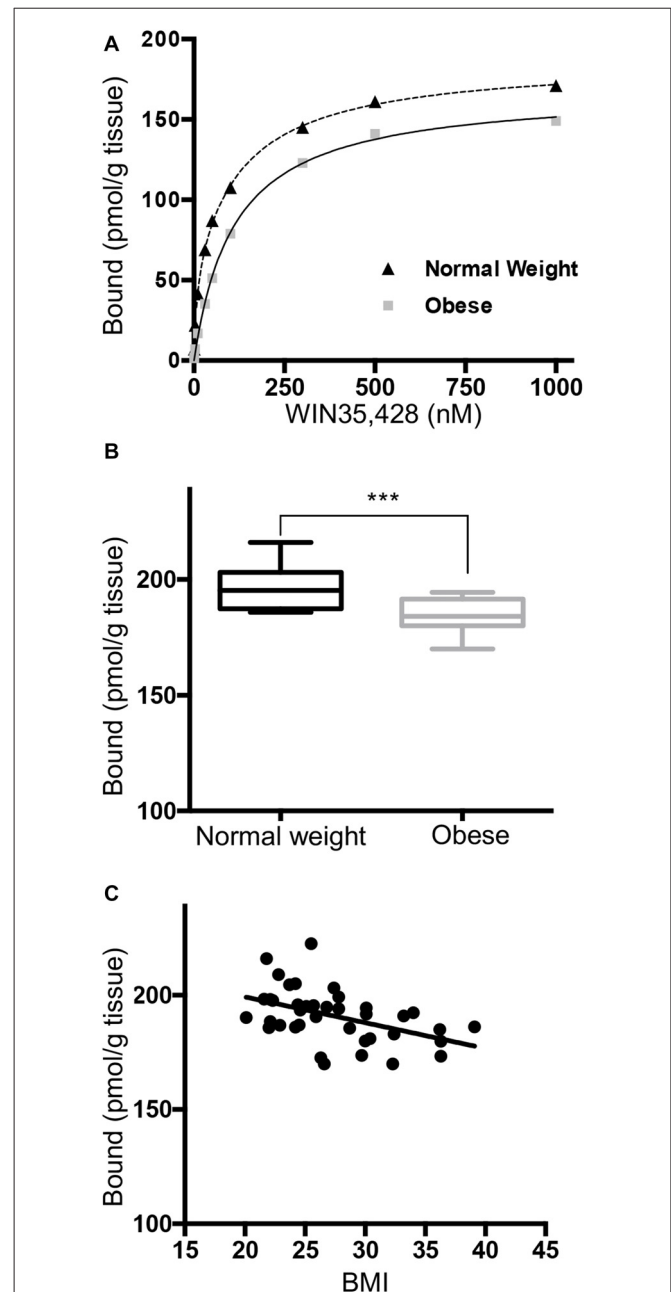 A
Bound (pmol/g tissue)
200
150
100
50
0
Normal Weight
Obese
0 250 500 750 1000
WIN35,428 (nM)
B
Bound (pmol/g tissue)
***
200
150
100
Normal weight Obese
C
Bound (pmol/g tissue)
200
150
100
15 20 25 30 35 40 45
BMI